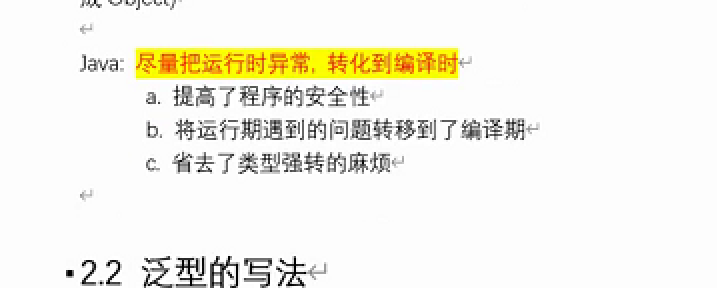 成 Object)
Java: 尽量把运行时异常, 转化到编译时
a. 提高了程序的安全性
b. 将运行期遇到的问题转移到了编译期
c. 省去了类型强转的麻烦
2.2 泛型的写法